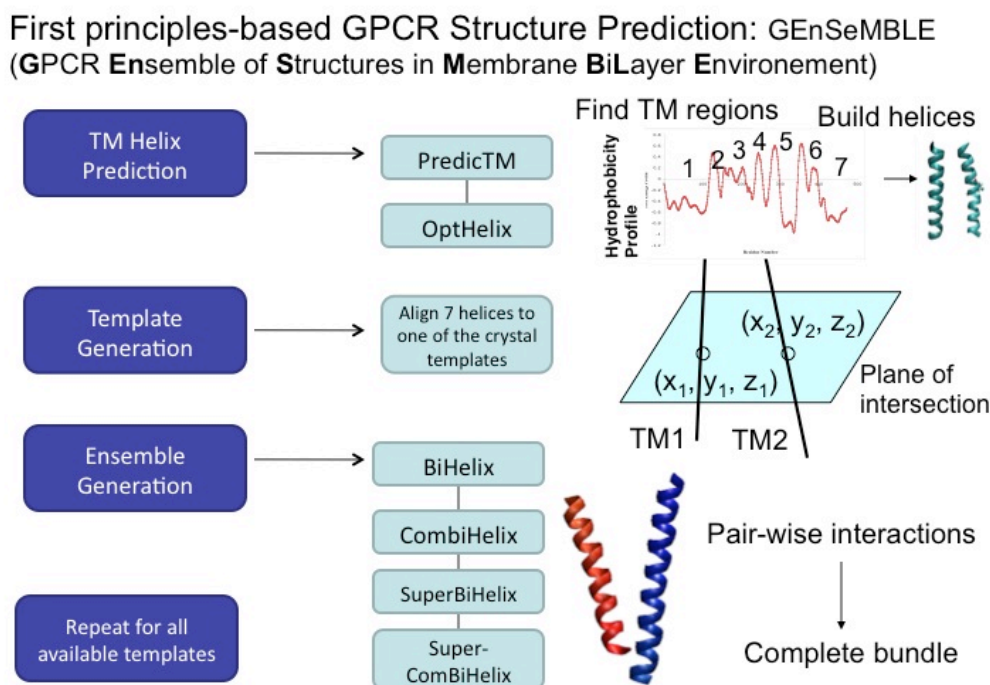 First principles-based GPCR Structure Prediction: GEnSeMBLE
(GPCR Ensemble of Structures in Membrane BiLayer Environement)
TM Helix
Prediction
PredicTM
OptHelix
Find TM regions
Build helices
Hydrophobicity
Profile
1 2 3 4 5 6 7
Template
Generation
Align 7 helices to
one of the crystal
templates
(x2, y2, z2)
(x1, y1, z1)
Plane of
intersection
TM1 TM2
Ensemble
Generation
BiHelix
CombiHelix
SuperBiHelix
Super-
ComBiHelix
Pair-wise interactions
Complete bundle
Repeat for all
available templates